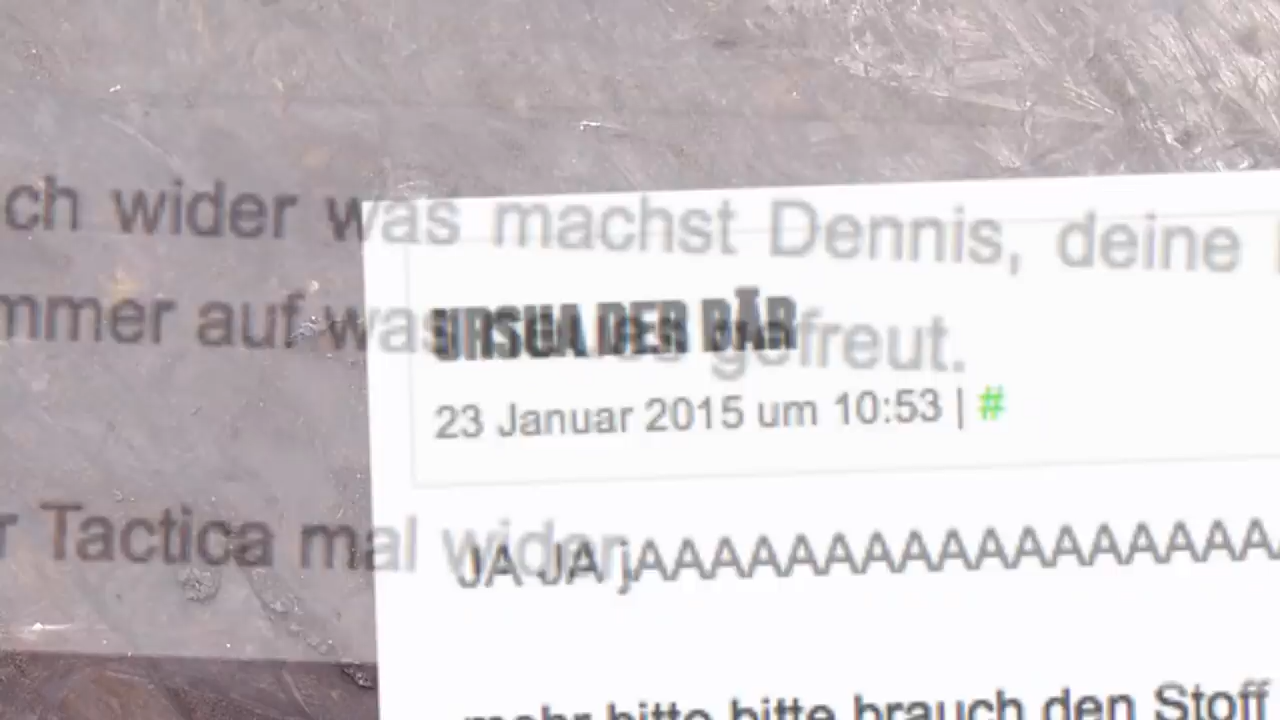 ch wider was machst Dennis, deine
mmer auf was gefreut.
r Tactica mal wider.
URSUA DER BÄR
23 Januar 2015 um 10:53 | #
JA JA jAAAAAAAAAAAAAAAAAA
mehr bitte bitte brauch den Stoff